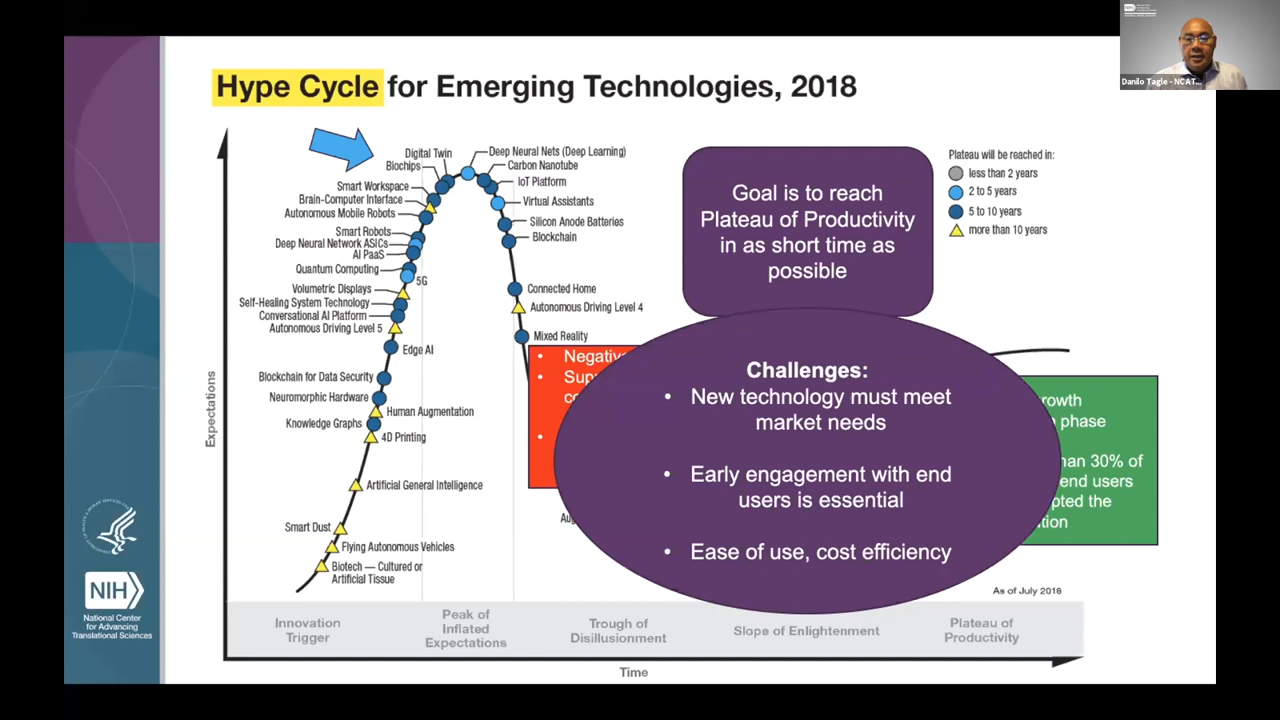 Danilo Tagle - NCAT...
Hype Cycle for Emerging Technologies, 2018
Digital Twin
Biochips
Smart Workspace
Brain-Computer Interface
Autonomous Mobile Robots
Smart Robots
Deep Neural Network ASICs
AI PaaS
Quantum Computing
5G
Volumetric Displays
Self-Healing System Technology
Conversational AI Platform
Autonomous Driving Level 5
Edge AI
Blockchain for Data Security
Neuromorphic Hardware
Human Augmentation
Knowledge Graphs
4D Printing
Artificial General Intelligence
Smart Dust
Flying Autonomous Vehicles
Biotech — Cultured or
Artificial Tissue
Deep Neural Nets (Deep Learning)
Carbon Nanotube
IoT Platform
Virtual Assistants
Silicon Anode Batteries
Blockchain
Connected Home
Autonomous Driving Level 4
Mixed Reality
Goal is to reach
Plateau of Productivity
in as short time as
possible
Plateau will be reached in:
less than 2 years
2 to 5 years
5 to 10 years
more than 10 years
Challenges:
• New technology must meet
market needs
• Early engagement with end
users is essential
• Ease of use, cost efficiency
phase
30% of
end users
the
As of July 2018
Expectations
Innovation
Trigger
Peak of
Inflated
Expectations
Trough of
Disillusionment
Slope of Enlightenment
Plateau of
Productivity
Time
NIH
National Center
for Advancing
Translational Sciences